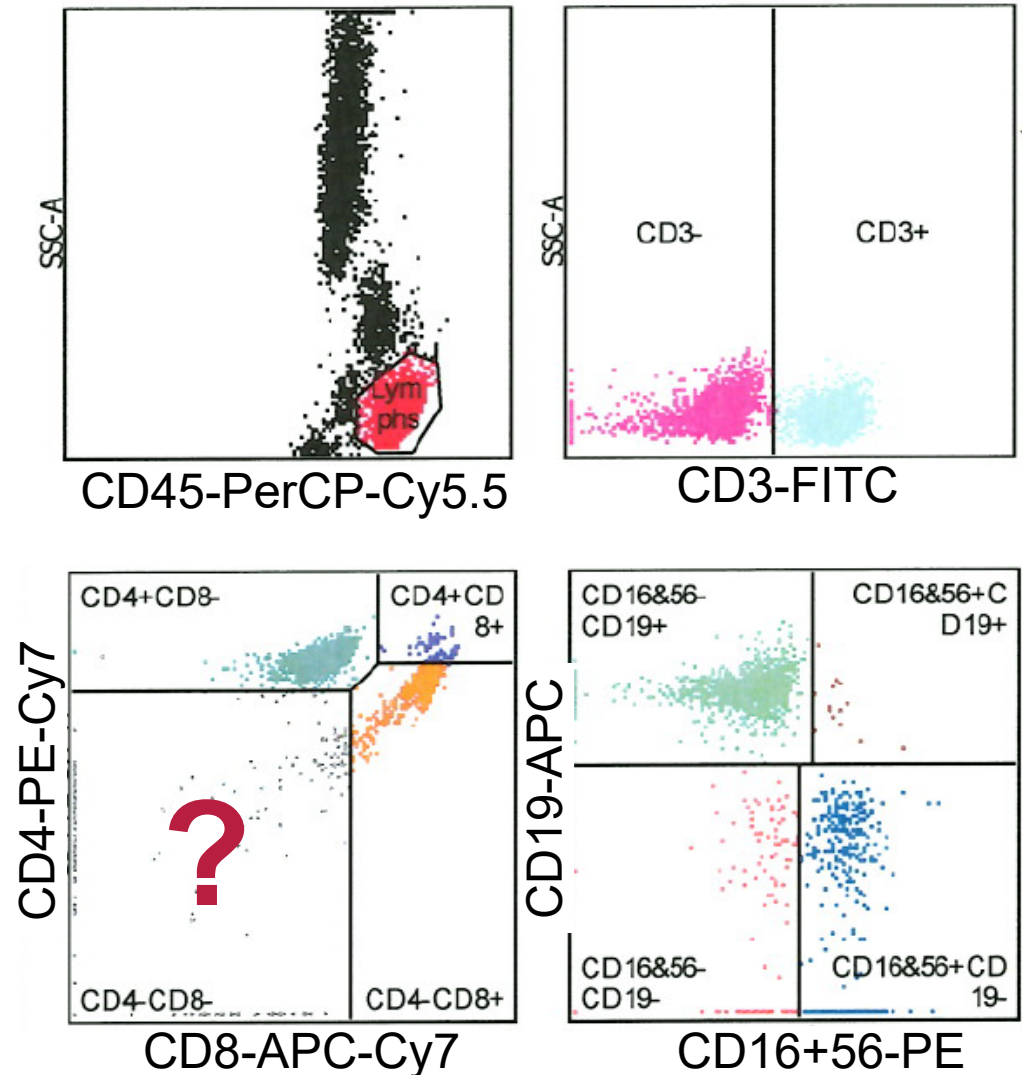 SSC-A
Lym
phs
CD45-PerCP-Cy5.5
SSC-A
CD3-
CD3+
CD3-FITC
CD4-PE-Cy7
CD4+CD8-
CD4+CD
8+
?
CD4-CD8-
CD4-CD8+
CD8-APC-Cy7
CD19-APC
CD16&56-
CD19+
CD16&56+C
D19+
CD16&56-
CD19-
CD16&56+CD
19-
CD16+56-PE